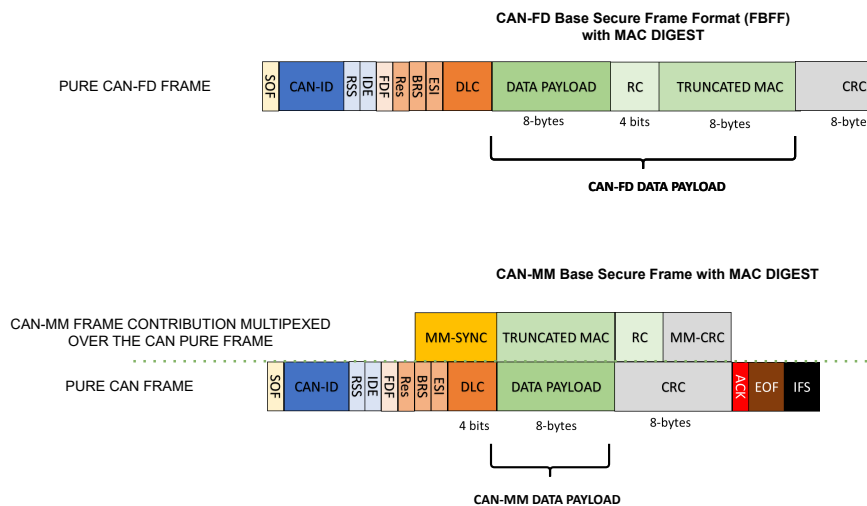 CAN-FD Base Secure Frame Format (FBFF)
with MAC DIGEST
PURE CAN-FD FRAME
SOF CAN-ID RSS IDE FDF Res BRS ESI DLC DATA PAYLOAD RC TRUNCATED MAC CRC
8-bytes 4 bits 8-bytes 8-byte
CAN-FD DATA PAYLOAD
CAN-MM Base Secure Frame with MAC DIGEST
CAN-MM FRAME CONTRIBUTION MULTIPEXED
OVER THE CAN PURE FRAME
MM-SYNC TRUNCATED MAC RC MM-CRC
PURE CAN FRAME
SOF CAN-ID RSS IDE FDF Res BRS ESI DLC DATA PAYLOAD CRC ACK EOF IFS
4 bits 8-bytes 8-bytes
CAN-MM DATA PAYLOAD